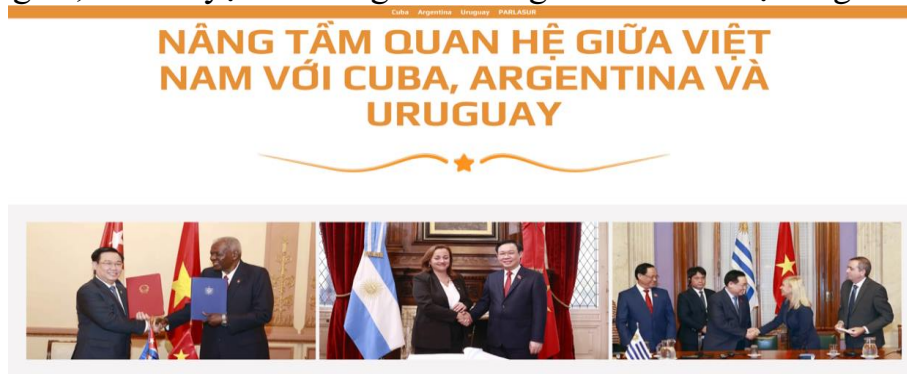 Cuba Argentina Uruguay PARLASUR
NÂNG TẦM QUAN HỆ GIỮA VIỆT
NAM VỚI CUBA, ARGENTINA VÀ
URUGUAY